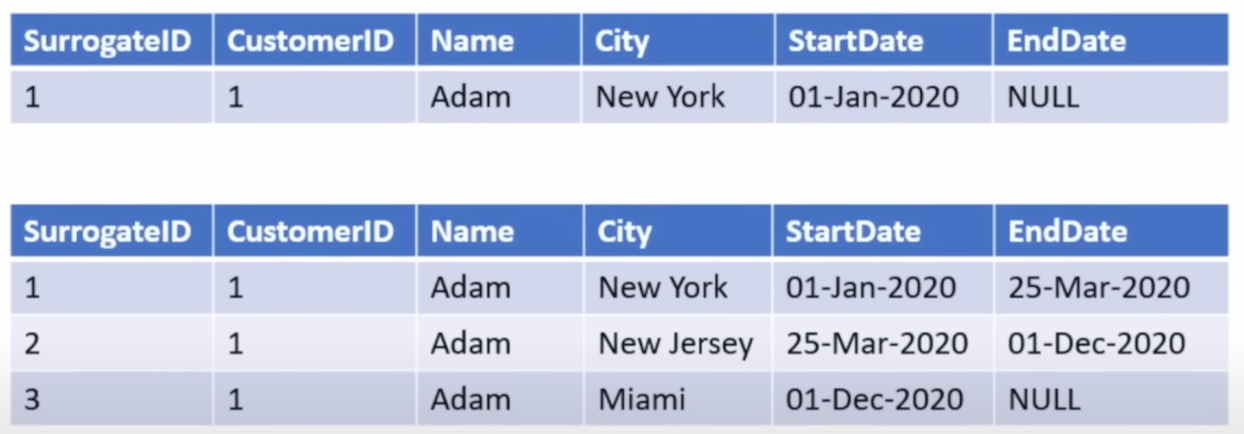 SurrogateID CustomerID Name City StartDate EndDate
1 1 Adam New York 01-Jan-2020 NULL
SurrogateID CustomerID Name City StartDate EndDate
1 1 Adam New York 01-Jan-2020 25-Mar-2020
2 1 Adam New Jersey 25-Mar-2020 01-Dec-2020
3 1 Adam Miami 01-Dec-2020 NULL